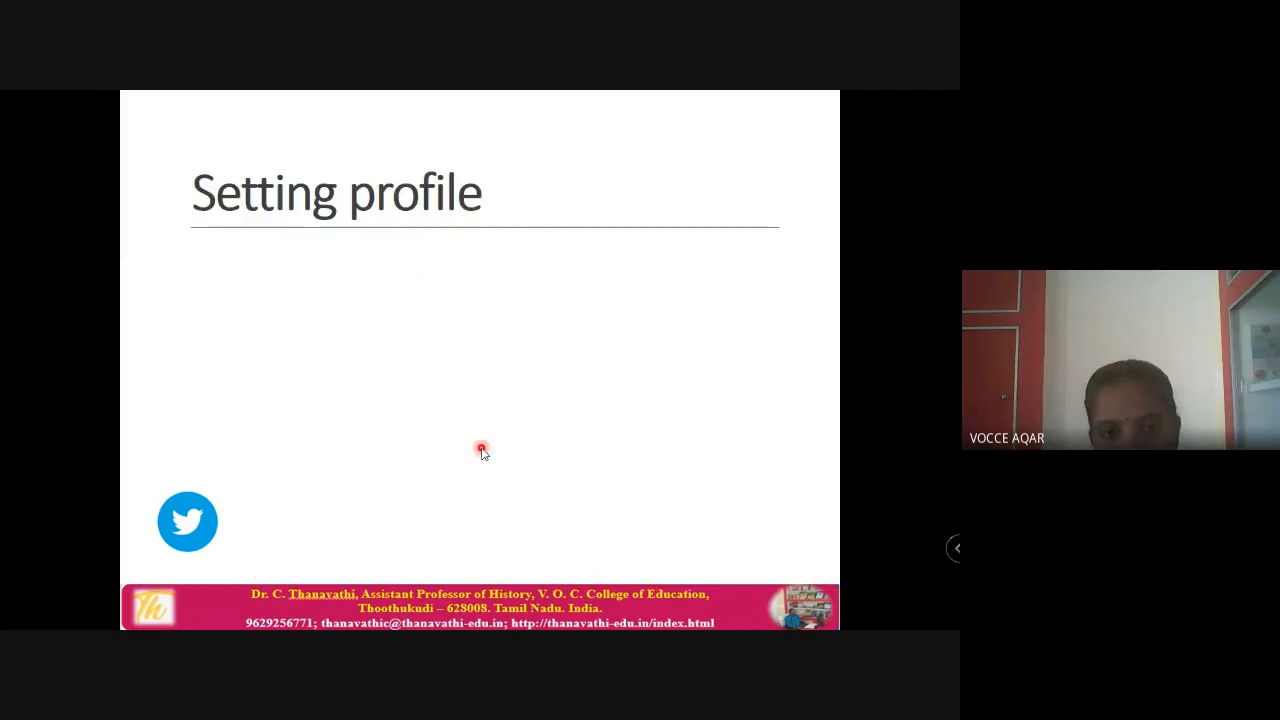 Setting profile
VOCCE AQAR
Th
Dr. C. Thanavathi, Assistant Professor of History, V. O. C. College of Education,
Thoothukudi – 628008. Tamil Nadu. India.
9629256771; thanavathic@thanavathi-edu.in; http://thanavathi-edu.in/index.html